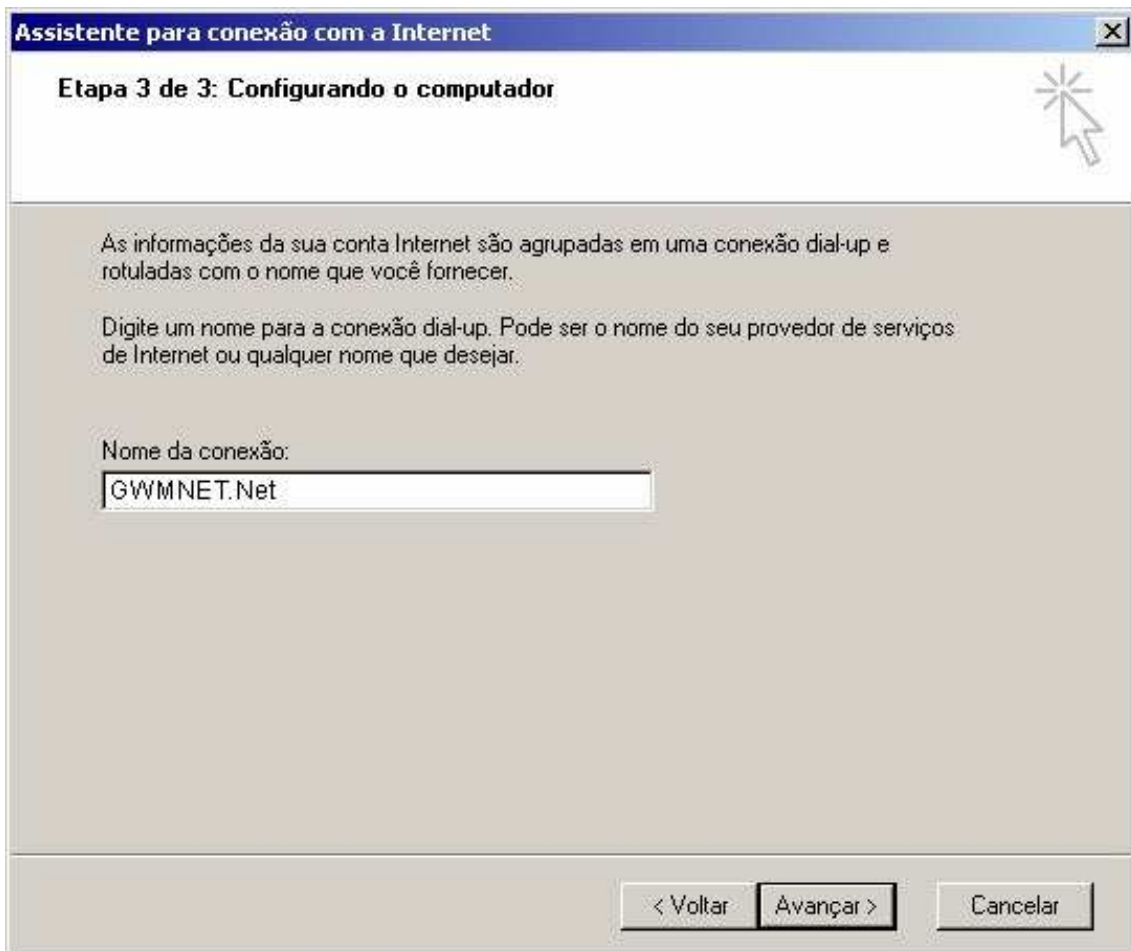 Assistente para conexão com a Internet
Etapa 3 de 3: Configurando o computador
As informações da sua conta Internet são agrupadas em uma conexão dial-up e
rotuladas com o nome que você fornecer.
Digite um nome para a conexão dial-up. Pode ser o nome do seu provedor de serviços
de Internet ou qualquer nome que desejar.
Nome da conexão:
GWMNET.Net
< Voltar Avançar > Cancelar